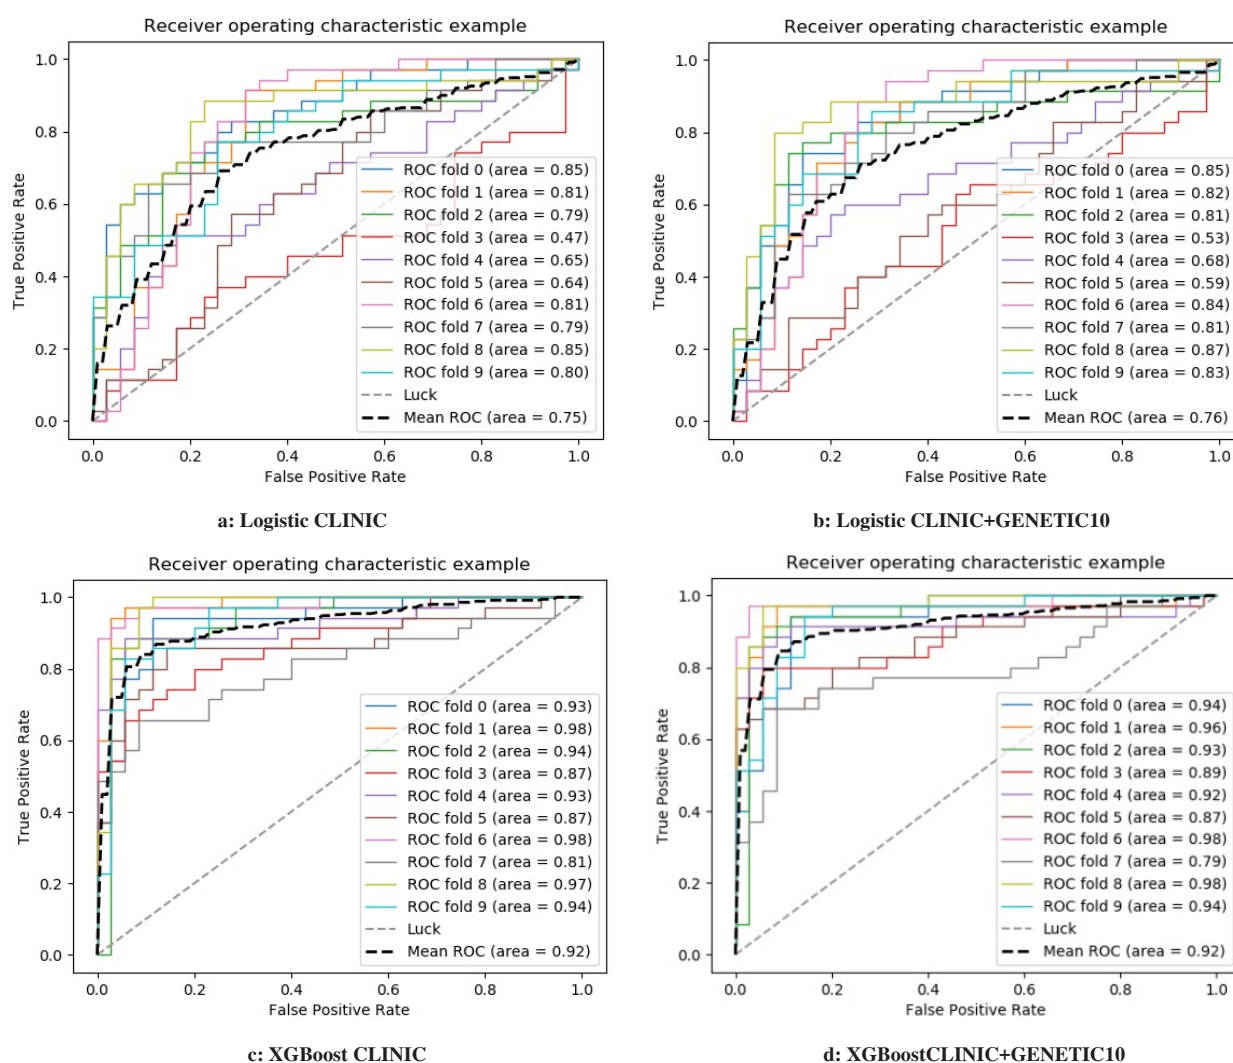 Receiver operating characteristic example
1.0
0.8
0.6
0.4
0.2
0.0
True Positive Rate
ROC fold 0 (area = 0.85)
ROC fold 1 (area = 0.81)
ROC fold 2 (area = 0.79)
ROC fold 3 (area = 0.47)
ROC fold 4 (area = 0.65)
ROC fold 5 (area = 0.64)
ROC fold 6 (area = 0.81)
ROC fold 7 (area = 0.79)
ROC fold 8 (area = 0.85)
ROC fold 9 (area = 0.80)
Luck
Mean ROC (area = 0.75)
0.0 0.2 0.4 0.6 0.8 1.0
False Positive Rate
a: Logistic CLINIC
Receiver operating characteristic example
1.0
0.8
0.6
0.4
0.2
0.0
True Positive Rate
ROC fold 0 (area = 0.85)
ROC fold 1 (area = 0.82)
ROC fold 2 (area = 0.81)
ROC fold 3 (area = 0.53)
ROC fold 4 (area = 0.68)
ROC fold 5 (area = 0.59)
ROC fold 6 (area = 0.84)
ROC fold 7 (area = 0.81)
ROC fold 8 (area = 0.87)
ROC fold 9 (area = 0.83)
Luck
Mean ROC (area = 0.76)
0.0 0.2 0.4 0.6 0.8 1.0
False Positive Rate
b: Logistic CLINIC+GENETIC10
Receiver operating characteristic example
1.0
0.8
0.6
0.4
0.2
0.0
True Positive Rate
ROC fold 0 (area = 0.93)
ROC fold 1 (area = 0.98)
ROC fold 2 (area = 0.94)
ROC fold 3 (area = 0.87)
ROC fold 4 (area = 0.93)
ROC fold 5 (area = 0.87)
ROC fold 6 (area = 0.98)
ROC fold 7 (area = 0.81)
ROC fold 8 (area = 0.97)
ROC fold 9 (area = 0.94)
Luck
Mean ROC (area = 0.92)
0.0 0.2 0.4 0.6 0.8 1.0
False Positive Rate
c: XGBoost CLINIC
Receiver operating characteristic example
1.0
0.8
0.6
0.4
0.2
0.0
True Positive Rate
ROC fold 0 (area = 0.94)
ROC fold 1 (area = 0.96)
ROC fold 2 (area = 0.93)
ROC fold 3 (area = 0.89)
ROC fold 4 (area = 0.92)
ROC fold 5 (area = 0.87)
ROC fold 6 (area = 0.98)
ROC fold 7 (area = 0.79)
ROC fold 8 (area = 0.98)
ROC fold 9 (area = 0.94)
Luck
Mean ROC (area = 0.92)
0.0 0.2 0.4 0.6 0.8 1.0
False Positive Rate
d: XGBoostCLINIC+GENETIC10